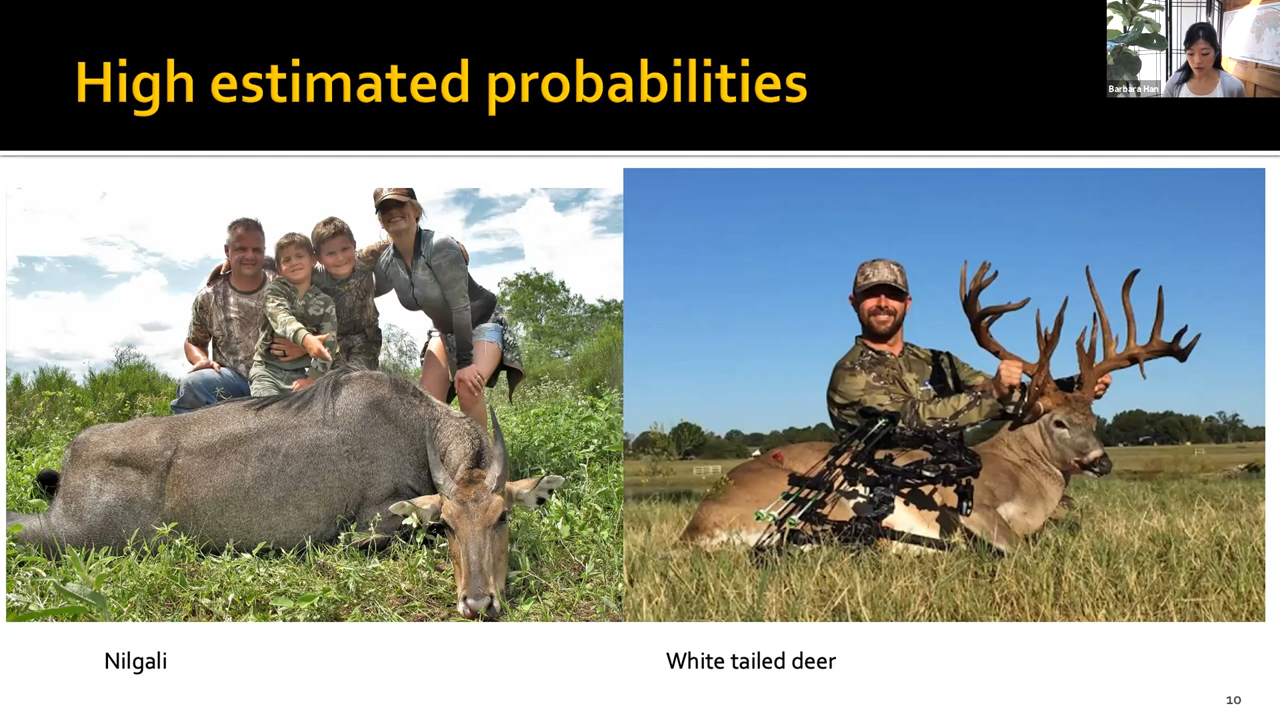 High estimated probabilities
Barbara Han
Nilgali
White tailed deer
10